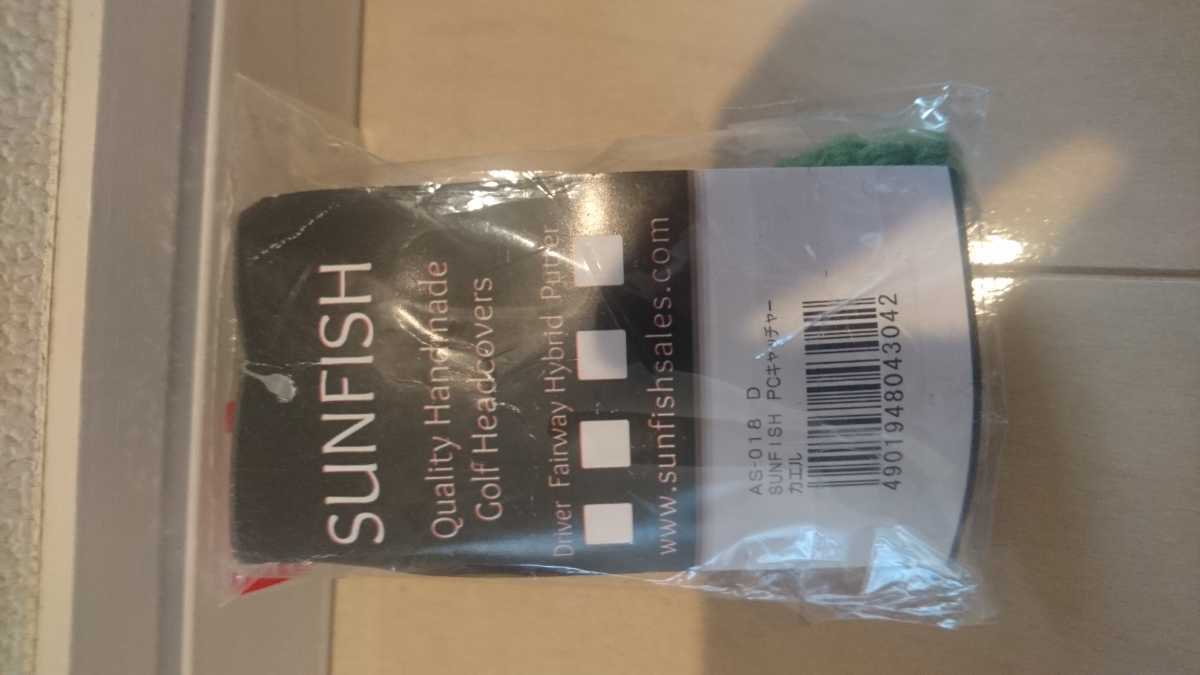 SUNFISH
Quality Handmade
Golf Headcovers
Driver Fairway Hybrid Putter
www.sunfishsales.com
AS-018 D
SUNFISH PCキャッチャー
カエル
4901948043042